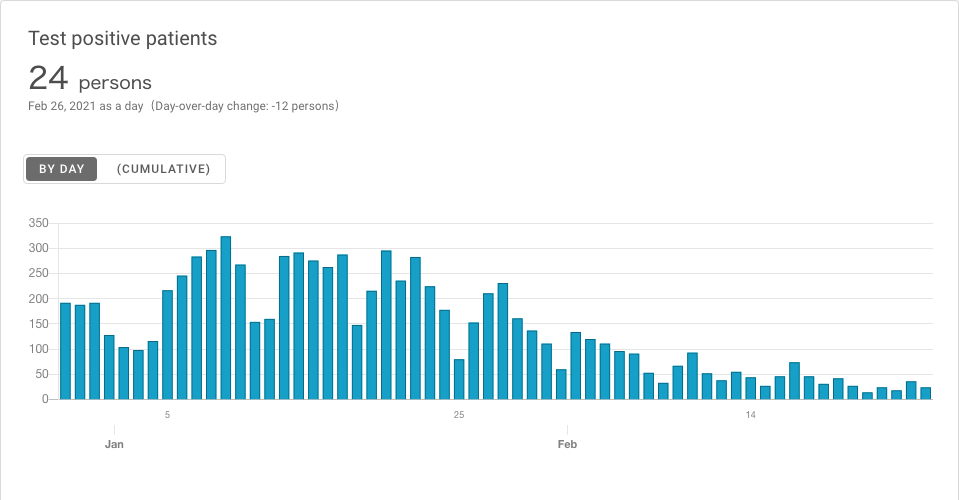 Test positive patients
24 persons
Feb 26, 2021 as a day（Day-over-day change: -12 persons）
BY DAY (CUMULATIVE)
350
300
250
200
150
100
50
0
5 25 14
Jan Feb